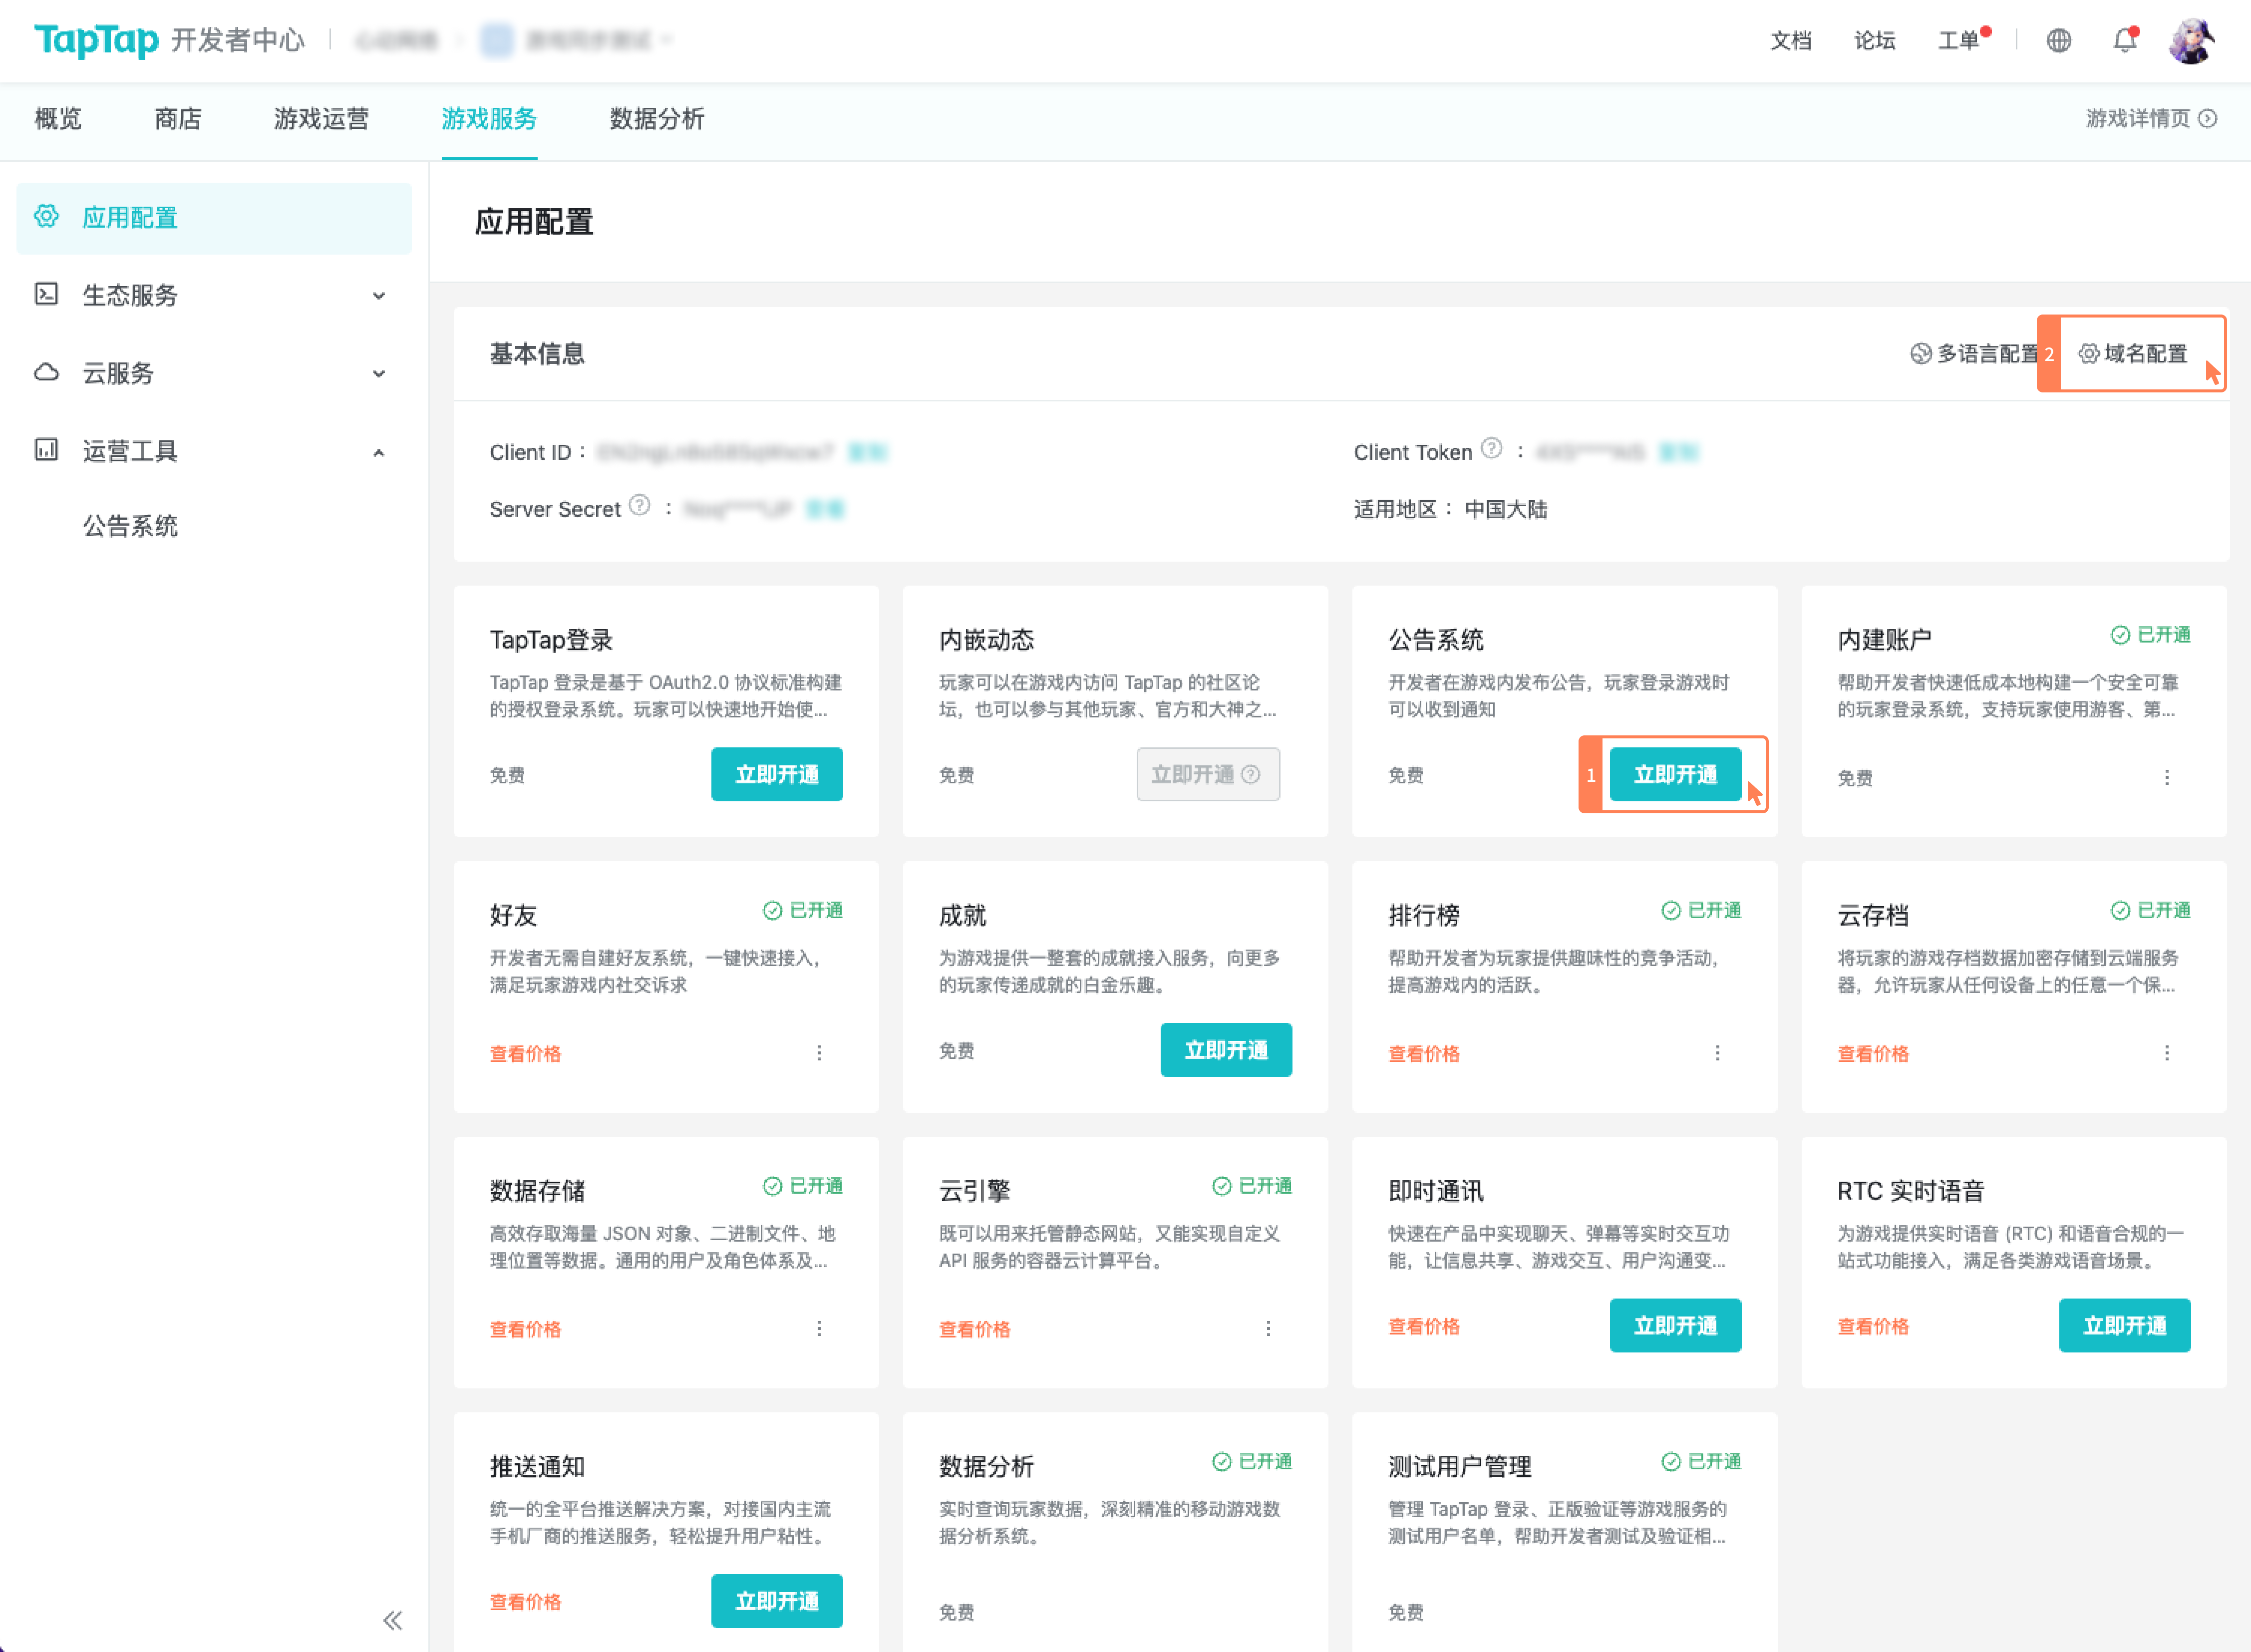 TapTap 开发者中心
文档
论坛
工单
概览
商店
游戏运营
游戏服务
数据分析
游戏详情页
应用配置
生态服务
云服务
运营工具
公告系统
应用配置
基本信息
多语言配置
2
域名配置
Client ID：
Client Token ? ：
Server Secret ? ：
适用地区： 中国大陆
TapTap登录
TapTap 登录是基于 OAuth2.0 协议标准构建
的授权登录系统。玩家可以快速地开始使...
免费
立即开通
内嵌动态
玩家可以在游戏内访问 TapTap 的社区论
坛，也可以参与其他玩家、官方和大神之...
免费
立即开通 ?
公告系统
开发者在游戏内发布公告，玩家登录游戏时
可以收到通知
免费
1
立即开通
内建账户
已开通
帮助开发者快速低成本地构建一个安全可靠
的玩家登录系统，支持玩家使用游客、第...
免费
好友
已开通
开发者无需自建好友系统，一键快速接入，
满足玩家游戏内社交诉求
查看价格
成就
为游戏提供一整套的成就接入服务，向更多
的玩家传递成就的白金乐趣。
免费
立即开通
排行榜
已开通
帮助开发者为玩家提供趣味性的竞争活动，
提高游戏内的活跃。
查看价格
云存档
已开通
将玩家的游戏存档数据加密存储到云端服务
器，允许玩家从任何设备上的任意一个保...
查看价格
数据存储
已开通
高效存取海量 JSON 对象、二进制文件、地
理位置等数据。通用的用户及角色体系及...
查看价格
云引擎
已开通
既可以用来托管静态网站，又能实现自定义
API 服务的容器云计算平台。
查看价格
即时通讯
快速在产品中实现聊天、弹幕等实时交互功
能，让信息共享、游戏交互、用户沟通变...
查看价格
立即开通
RTC 实时语音
为游戏提供实时语音 (RTC) 和语音合规的一
站式功能接入，满足各类游戏语音场景。
查看价格
立即开通
推送通知
统一的全平台推送解决方案，对接国内主流
手机厂商的推送服务，轻松提升用户粘性。
查看价格
立即开通
数据分析
已开通
实时查询玩家数据，深刻精准的移动游戏数
据分析系统。
免费
测试用户管理
已开通
管理 TapTap 登录、正版验证等游戏服务的
测试用户名单，帮助开发者测试及验证相...
免费